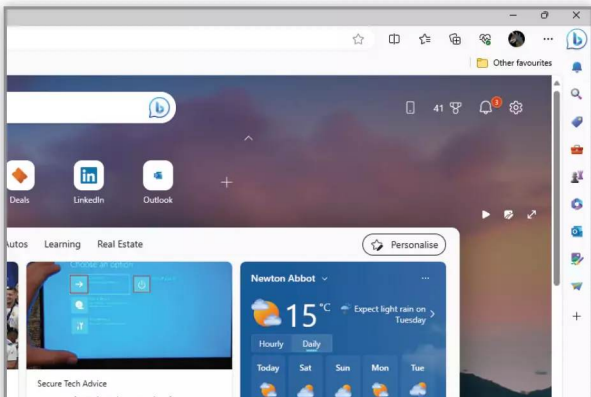 Other favourites
41
3
Deals
LinkedIn
Outlook
Autos Learning Real Estate
Personalise
Choose an option
Newton Abbot
15 °C
Expect light rain on
Tuesday
Hourly Daily
Today Sat Sun Mon Tue
Secure Tech Advice